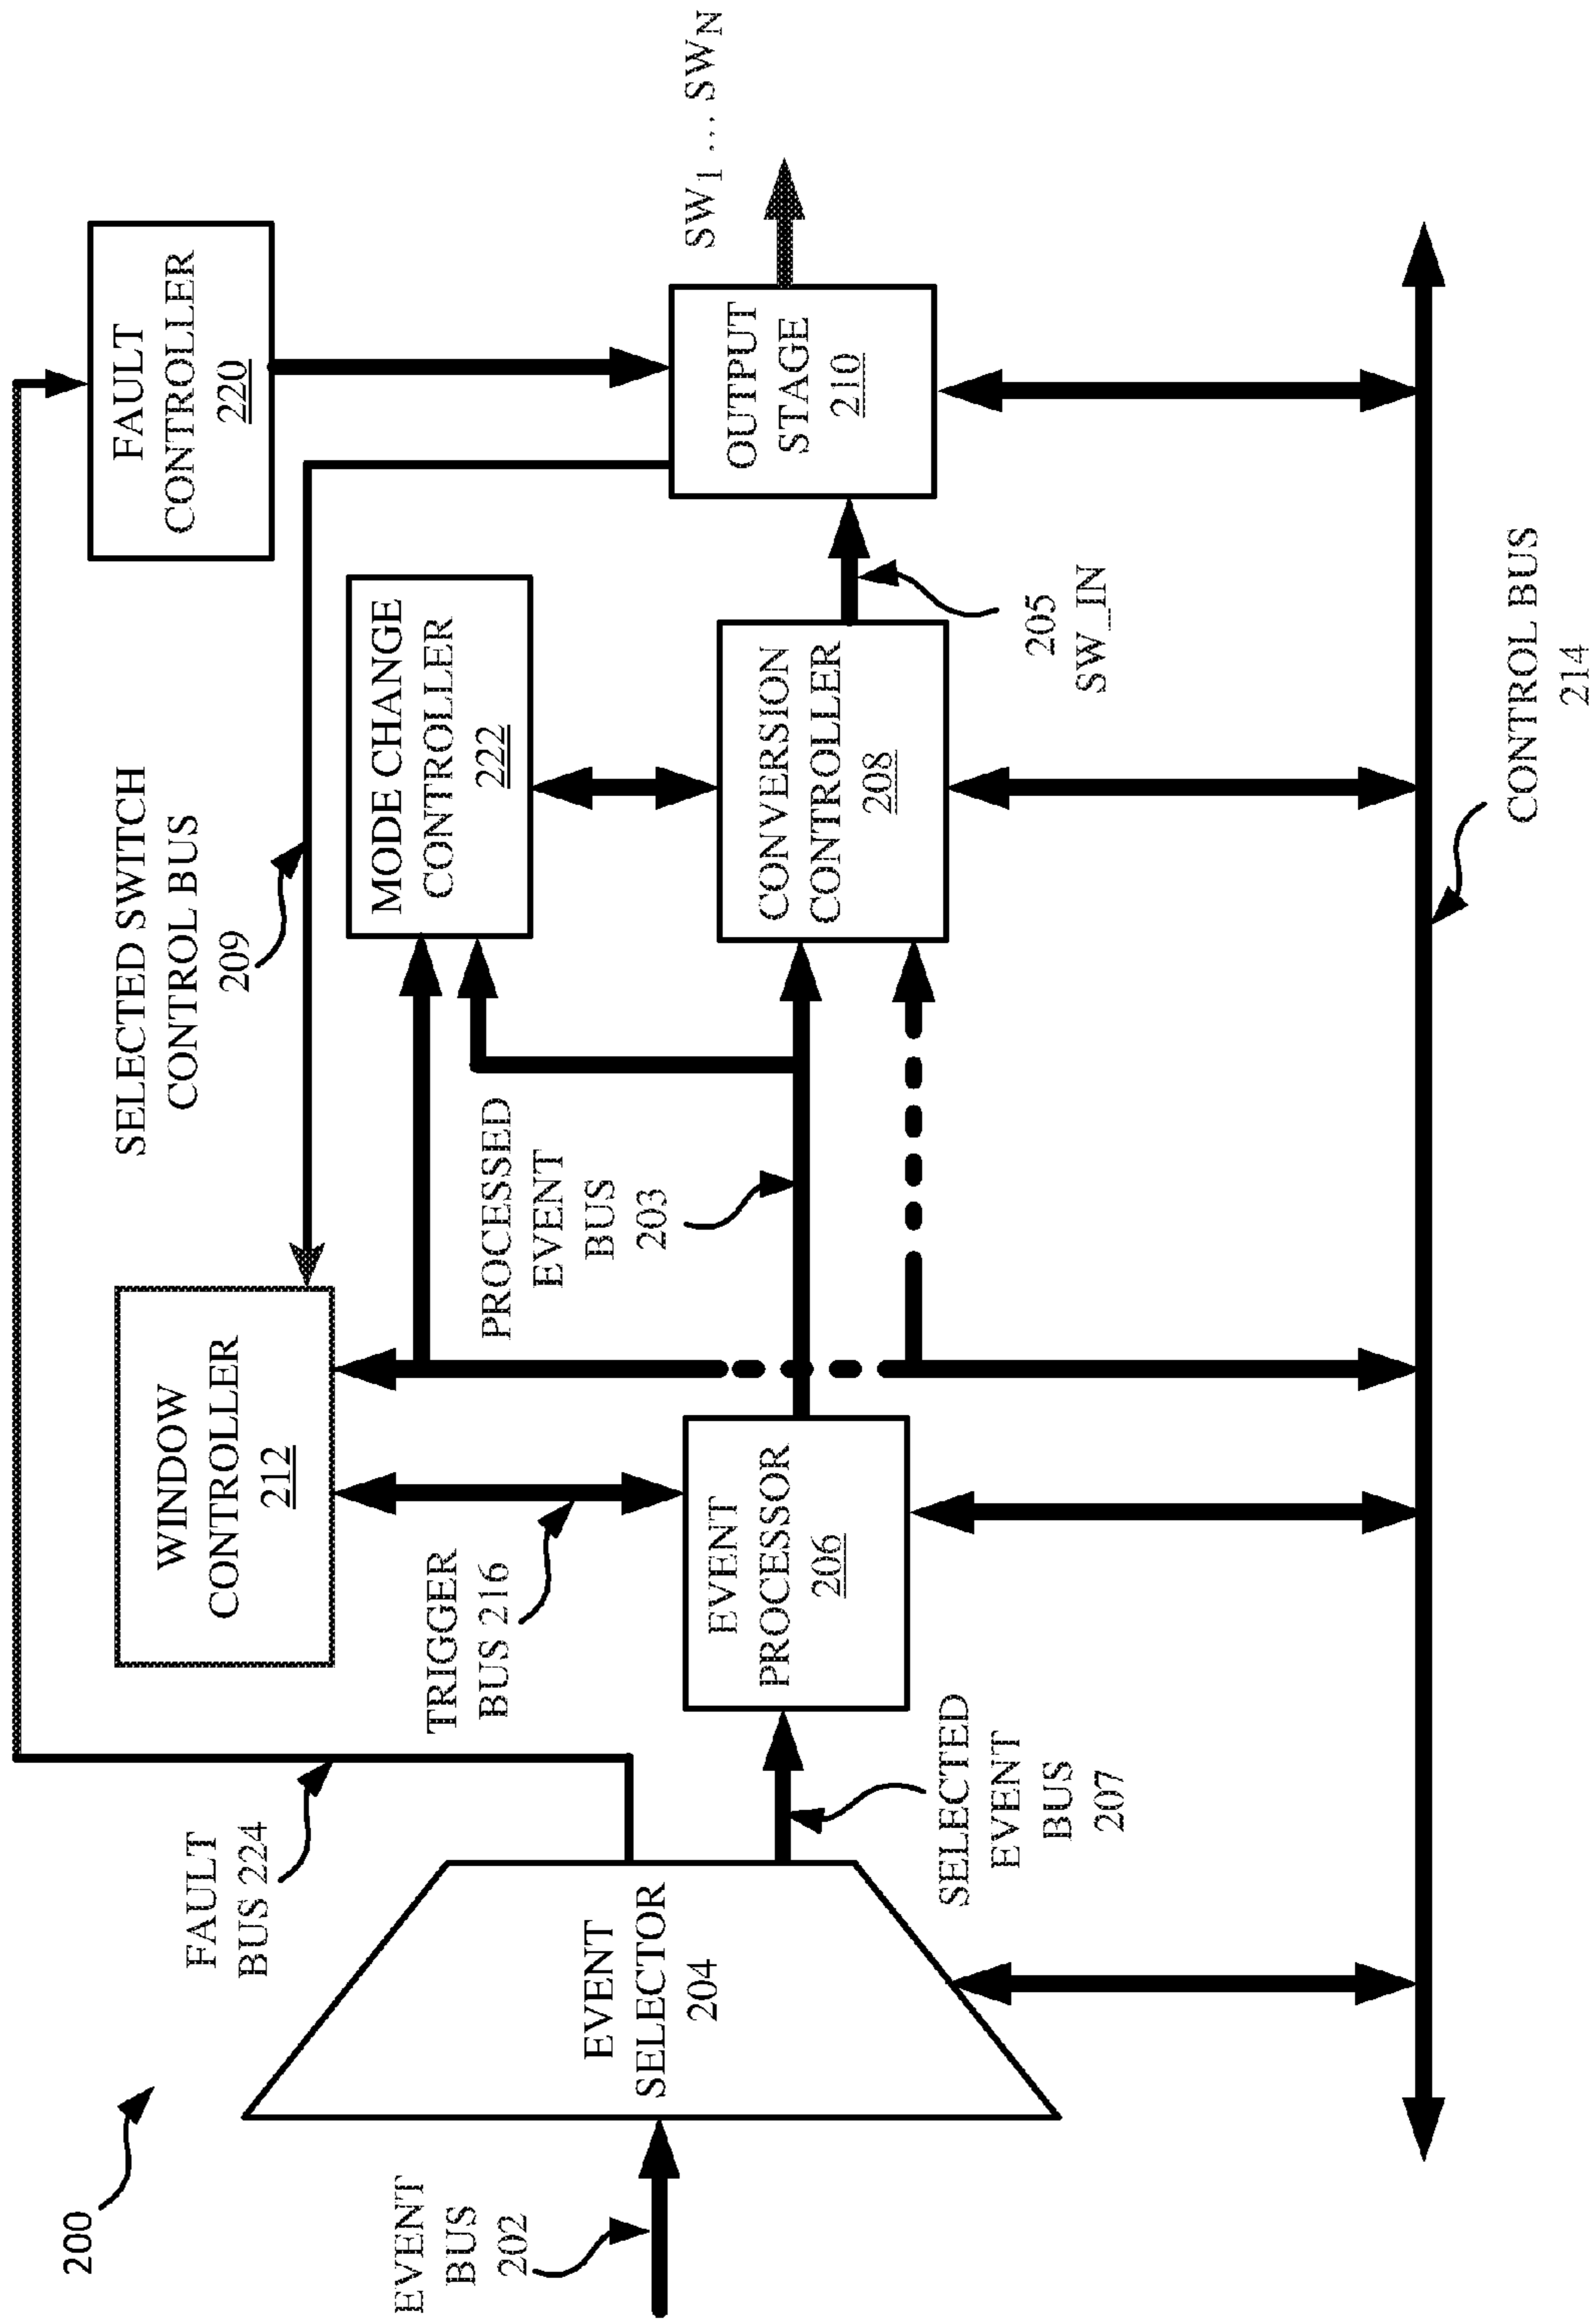 200
EVENT
BUS
202
EVENT
SELECTOR
204
FAULT
BUS 224
SELECTED
EVENT
BUS
207
TRIGGER
BUS 216
EVENT
PROCESSOR
206
WINDOW
CONTROLLER
212
PROCESSED
EVENT
BUS
203
SELECTED SWITCH
CONTROL BUS
209
MODE CHANGE
CONTROLLER
222
CONVERSION
CONTROLLER
208
205
SW_IN
FAULT
CONTROLLER
220
OUTPUT
STAGE
210
SW1 ... SWN
CONTROL BUS
214